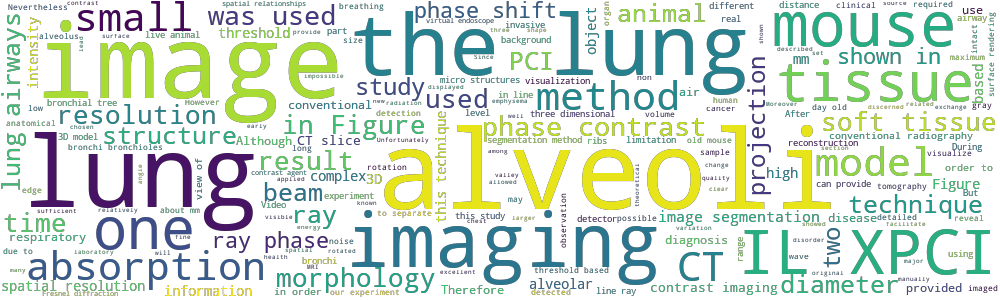 Nevertheless
contrast
small
was used
spatial relationships
breathing
alveolus
live animal
part
size
threshold
provide
phase shift
virtual endoscope
invasive
Since
PCI
background
micro structures
object
organ
animal
different
real
three
shape
shown
mouse
distance
clinical
source
required
airway
described
set
use
based
intact
surface rendering
lung airways
intensity
image
the lung
tissue
shown in
mm
maximum
low
bronchial tree
However
impossible
conventional
new
radiation
displayed
emphysema
study
used
in line
visualization
non
air
method
human
cancer
projection
Moreover
day old
discerned
related
exchange
gray
resolution
anatomical
chosen
3D model
early
detection
Unfortunately
level
well
three dimensional
volume
soft tissue
structure
Although
in Figure
CT slice
phase contrast
segmentation method
ribs
limitation
old mouse
After
conventional radiography
reconstruction
section
During
visualize
bronchi bronchioles
long
contrast agent
applied
edge
angle
result
complex
rotation
3D
this technique
among
valley
allowed
may
sample
change
quality
clear
model
can provide
tomography
Figure
order to
But
lung
alveoli
time
sufficient
relatively
about mm
view of
beam
Video
experiment
known
to separate
visible
energy
ray
this study
larger
observation
detector
possible
theoretical
image segmentation
variation
disease
detailed
facilitate
showed
reveal
technique
respiratory
one
fine
ray phase
noise
spatial
rotated
imaging
diagnosis
range
disorder
wave
two
IL XPCI
using
due to
many
laboratory
will
absorption
health
MRI
bronchi
excellent
threshold based
CT
original
major
manually
spatial resolution
Fresnel diffraction
information
morphology
in order
our experiment
Therefore
alveolar
detected
line ray
contrast imaging
diameter
provided
imaged